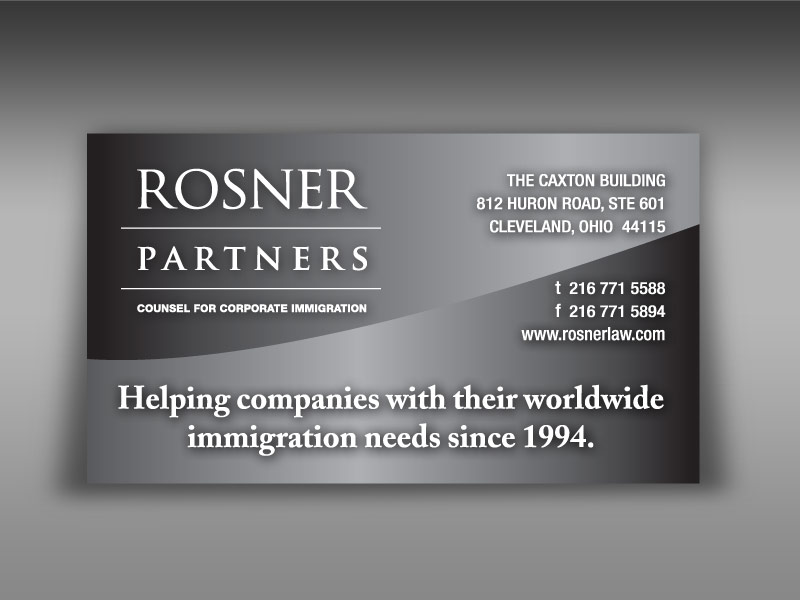 ROSNER
PARTNERS
COUNSEL FOR CORPORATE IMMIGRATION
THE CAXTON BUILDING
812 HURON ROAD, STE 601
CLEVELAND, OHIO 44115
t 216 771 5588
f 216 771 5894
www.rosnerlaw.com
Helping companies with their worldwide
immigration needs since 1994.